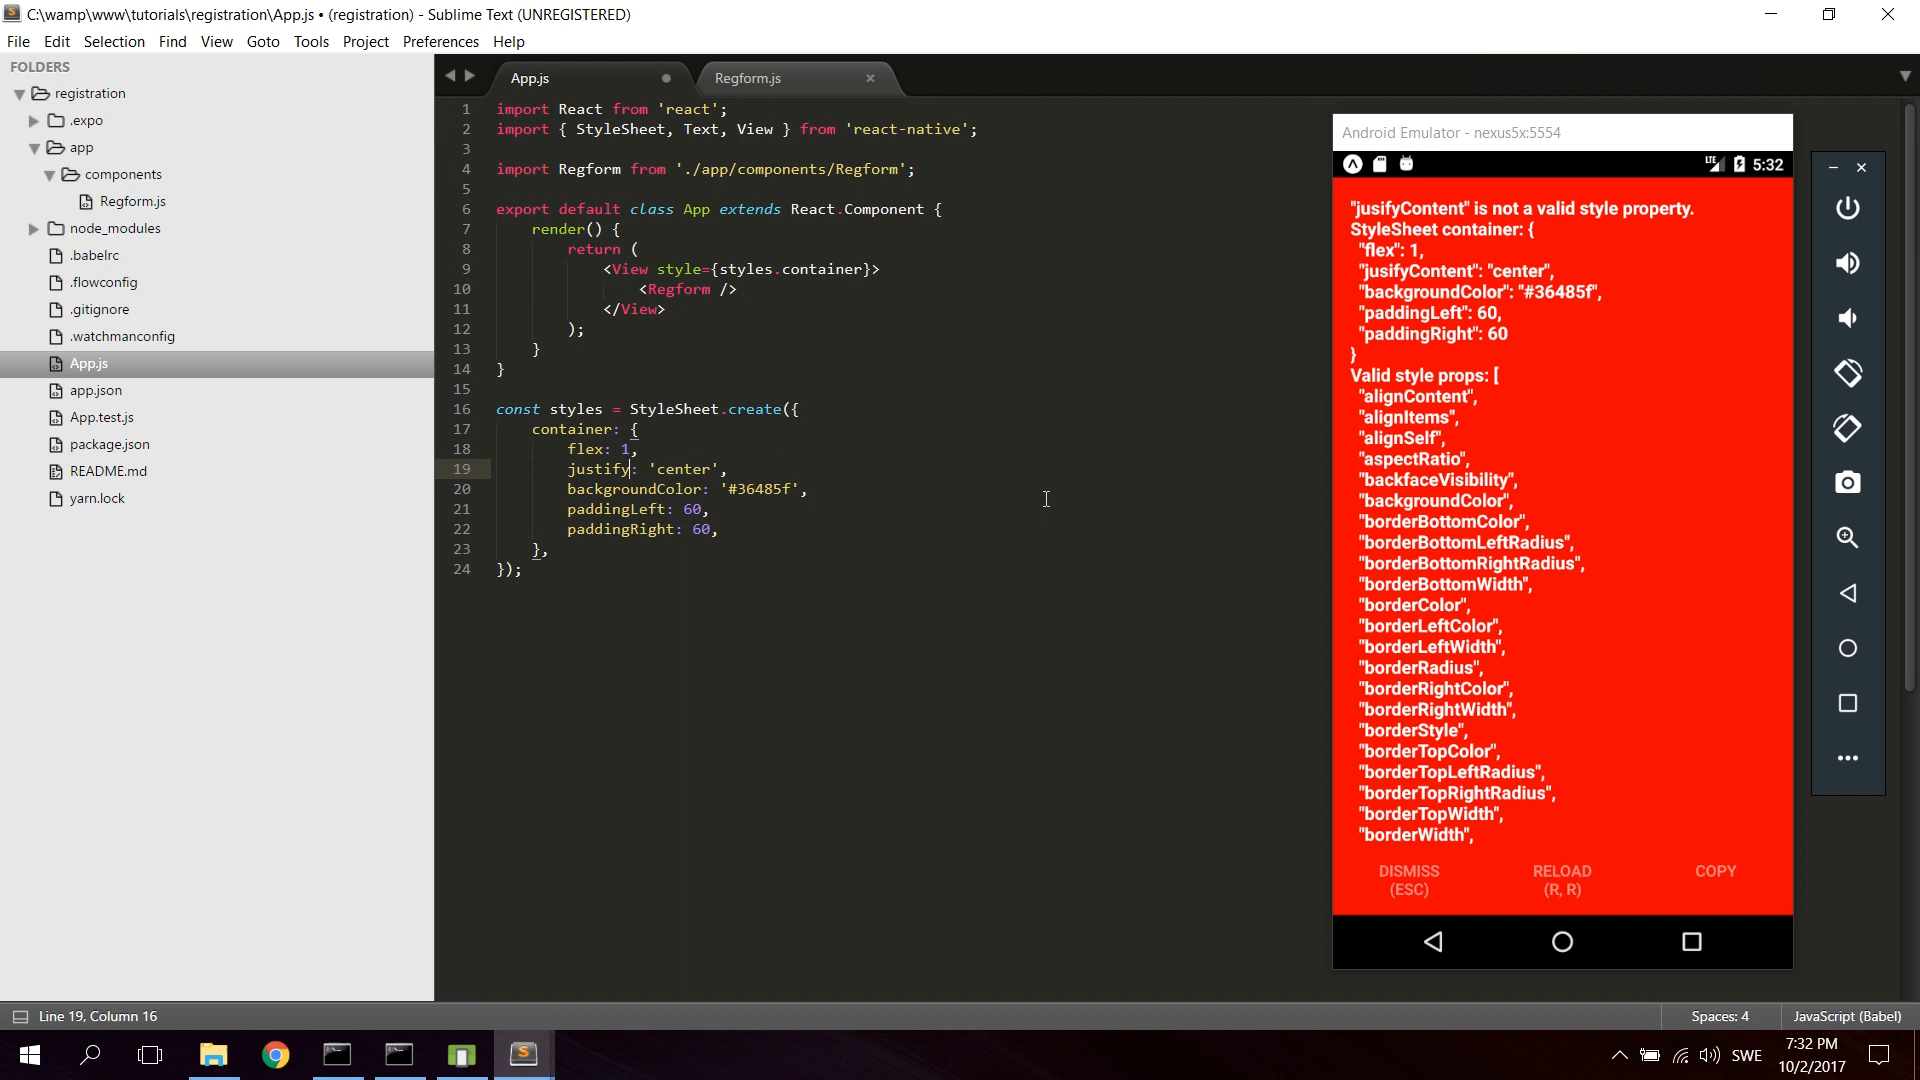 C:\wamp\www\tutorials\registration\App.js • (registration) - Sublime Text (UNREGISTERED)
File Edit Selection Find View Goto Tools Project Preferences Help
FOLDERS
registration
.expo
app
components
Regform.js
node_modules
.babelrc
.flowconfig
.gitignore
.watchmanconfig
App.js
app.json
App.test.js
package.json
README.md
yarn.lock
App.js
Regform.js
1 import React from 'react';
2 import { StyleSheet, Text, View } from 'react-native';
3
4 import Regform from './app/components/Regform';
5
6 export default class App extends React.Component {
7 render() {
8 return (
9 <View style={styles.container}>
10 <Regform />
11 </View>
12 );
13 }
14 }
15
16 const styles = StyleSheet.create({
17 container: {
18 flex: 1,
19 justify: 'center',
20 backgroundColor: '#36485f',
21 paddingLeft: 60,
22 paddingRight: 60,
23 },
24 });
Android Emulator - nexus5x:5554
LTE 5:32
"jusifyContent" is not a valid style property.
StyleSheet container: {
"flex": 1,
"jusifyContent": "center",
"backgroundColor": "#36485f",
"paddingLeft": 60,
"paddingRight": 60
}
Valid style props: [
"alignContent",
"alignItems",
"alignSelf",
"aspectRatio",
"backfaceVisibility",
"backgroundColor",
"borderBottomColor",
"borderBottomLeftRadius",
"borderBottomRightRadius",
"borderBottomWidth",
"borderColor",
"borderLeftColor",
"borderLeftWidth",
"borderRadius",
"borderRightColor",
"borderRightWidth",
"borderStyle",
"borderTopColor",
"borderTopLeftRadius",
"borderTopRightRadius",
"borderTopWidth",
"borderWidth",
DISMISS RELOAD COPY
(ESC) (R, R)
Line 19, Column 16
Spaces: 4
JavaScript (Babel)
SWE
7:32 PM
10/2/2017